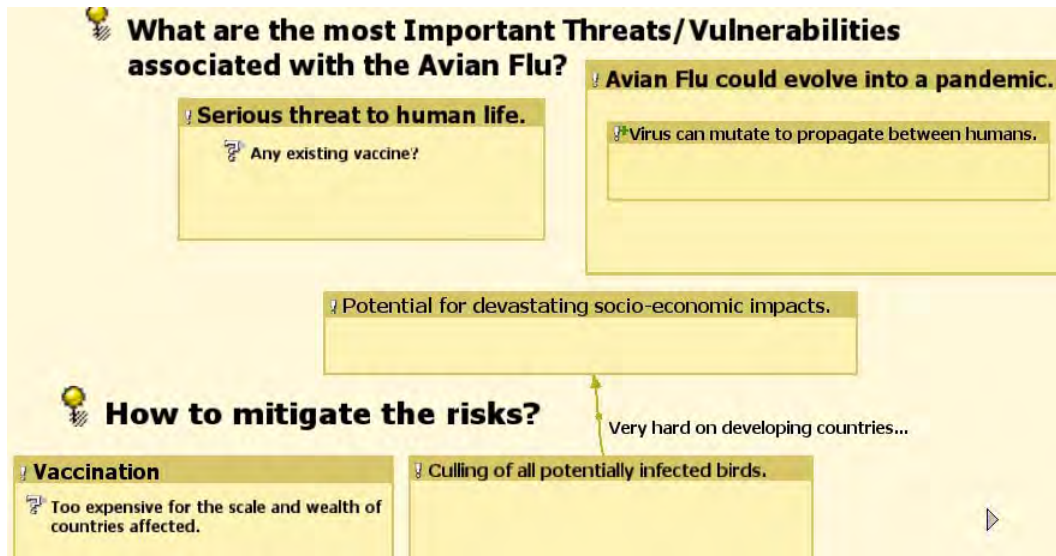 What are the most Important Threats/Vulnerabilities
associated with the Avian Flu?
Avian Flu could evolve into a pandemic.
Serious threat to human life.
Virus can mutate to propagate between humans.
Any existing vaccine?
Potential for devastating socio-economic impacts.
How to mitigate the risks?
Very hard on developing countries...
Vaccination
Culling of all potentially infected birds.
Too expensive for the scale and wealth of
countries affected.